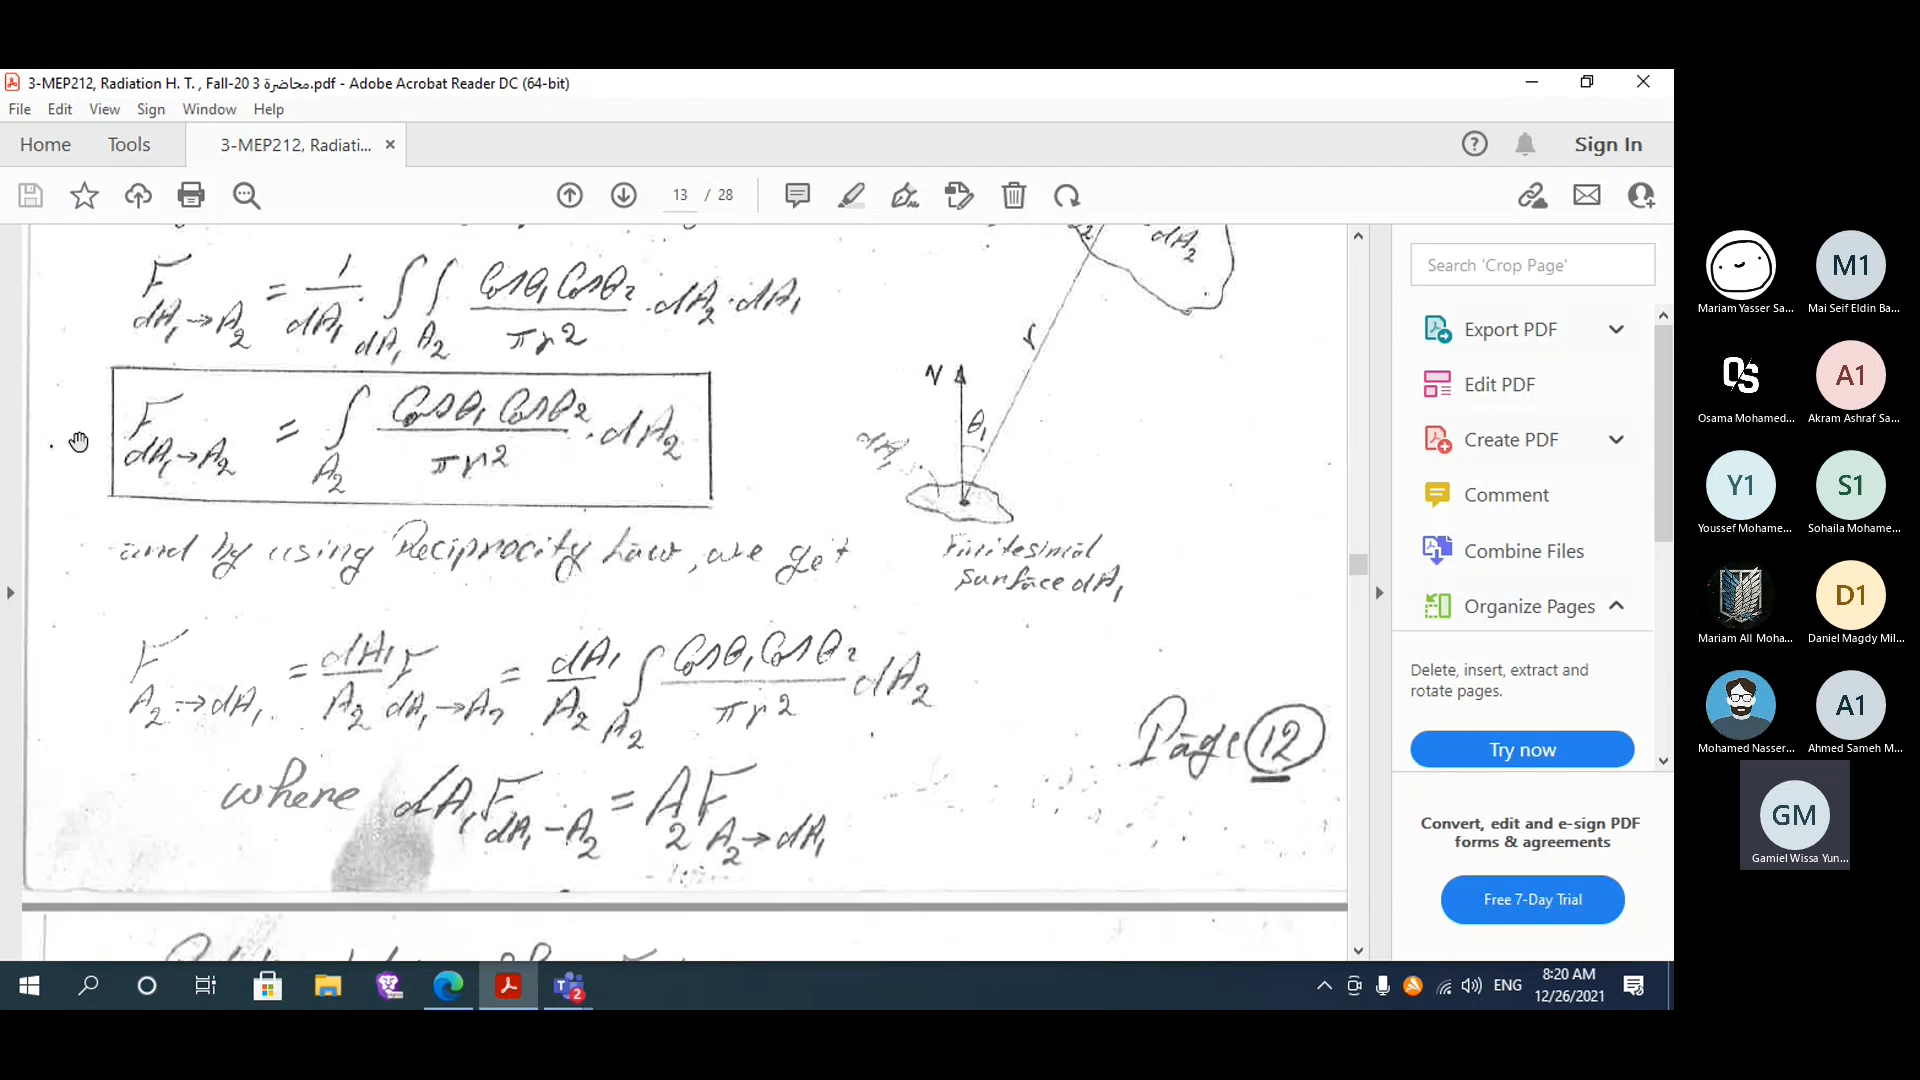 3-MEP212, Radiation H. T. , Fall-20 محاضرة 3.pdf - Adobe Acrobat Reader DC (64-bit)
File Edit View Sign Window Help
Home Tools 3-MEP212, Radiati... × Sign In
13 / 28
dA₂
F dA₁→A₂ = 1/dA₁ ∫dA₁ ∫A₂ Cosθ₁ Cosθ₂ / πr² . dA₂ . dA₁
F dA₁→A₂ = ∫A₂ Cosθ₁ Cosθ₂ / πr² . dA₂
r
N
θ₁
dA₁
and by using Reciprocity Law, we get
Finitesimal
surface dA₁
F A₂→dA₁ = dA₁/A₂ F dA₁→A₂ = dA₁/A₂ ∫A₂ Cosθ₁ Cosθ₂ / πr² dA₂
Page 12
where dA₁ F dA₁-A₂ = A₂ F A₂→dA₁
Search 'Crop Page'
Export PDF
Edit PDF
Create PDF
Comment
Combine Files
Organize Pages
Delete, insert, extract and
rotate pages.
Try now
Convert, edit and e-sign PDF
forms & agreements
Free 7-Day Trial
Mariam Yasser Sa...
M1
Mai Seif Eldin Ba...
OS
Osama Mohamed...
A1
Akram Ashraf Sa...
Y1
Youssef Mohame...
S1
Sohaila Mohame...
Mariam Ali Moha...
D1
Daniel Magdy Mil...
Mohamed Nasser...
A1
Ahmed Sameh M...
GM
Gamiel Wissa Yun...
2
ENG
8:20 AM
12/26/2021